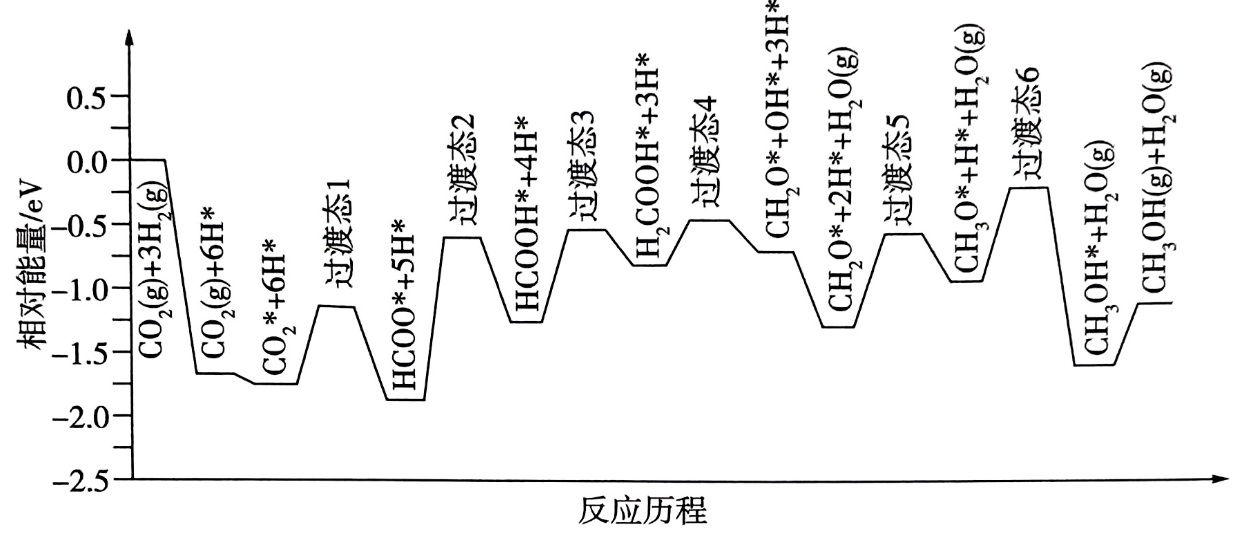 相对能量/eV
0.5
0.0
−0.5
−1.0
−1.5
−2.0
−2.5
CO₂(g)+3H₂(g)
CO₂(g)+6H*
CO₂*+6H*
过渡态1
HCOO*+5H*
过渡态2
HCOOH*+4H*
过渡态3
H₂COOH*+3H*
过渡态4
CH₂O*+OH*+3H*
CH₂O*+2H*+H₂O(g)
过渡态5
CH₃O*+H*+H₂O(g)
过渡态6
CH₃OH*+H₂O(g)
CH₃OH(g)+H₂O(g)
反应历程